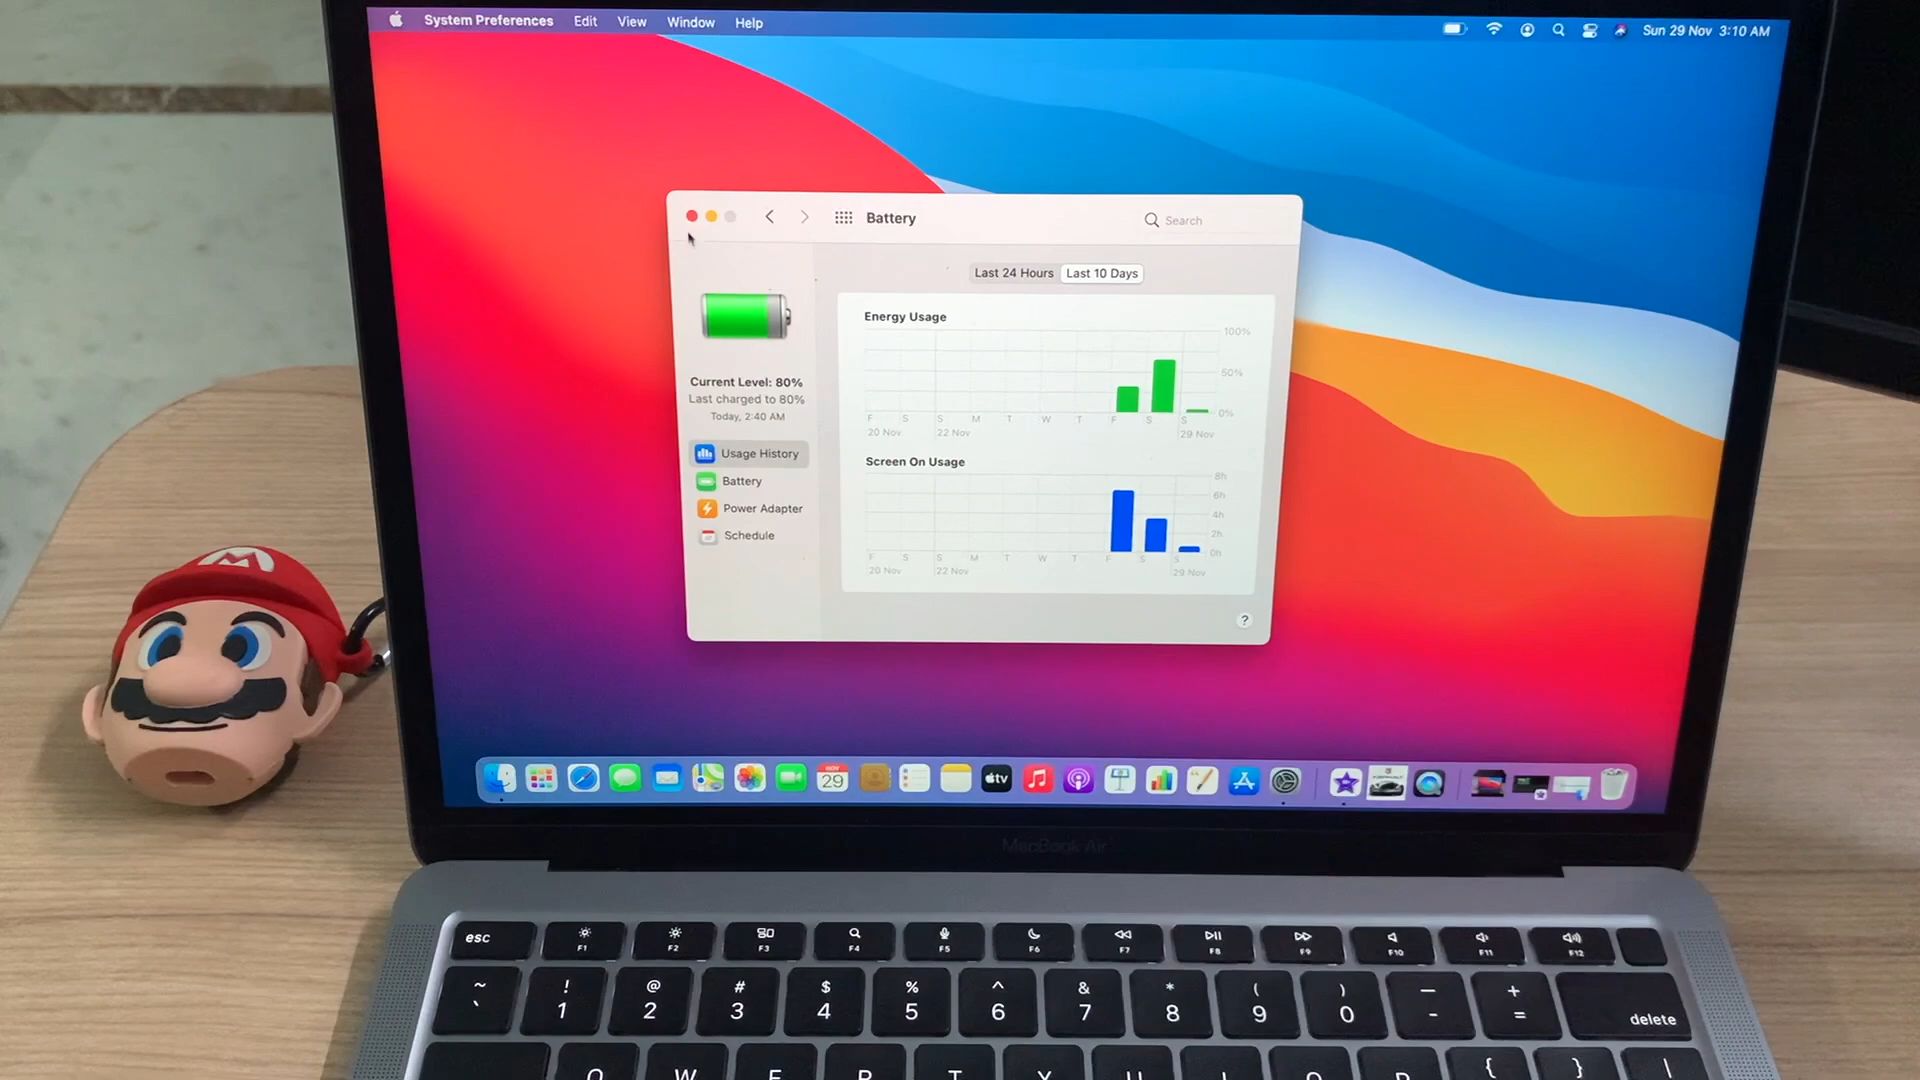 System Preferences Edit View Window Help
Sun 29 Nov 3:10 AM
Battery
Search
Last 24 Hours Last 10 Days
Energy Usage
100%
50%
0%
F S S M T W T F S S
20 Nov 22 Nov 29 Nov
Current Level: 80%
Last charged to 80%
Today, 2:40 AM
Usage History
Battery
Power Adapter
Schedule
Screen On Usage
8h
6h
4h
2h
0h
F S S M T W T F S S
20 Nov 22 Nov 29 Nov
?
M
NOV
29
tv
MacBook Air
esc F1 F2 F3 F4 F5 F6 F7 F8 F9 F10 F11 F12
~ ! @ # $ % ^ & * ( ) — +
` 1 2 3 4 5 6 7 8 9 0 - = delete
W E R T Y U { } |